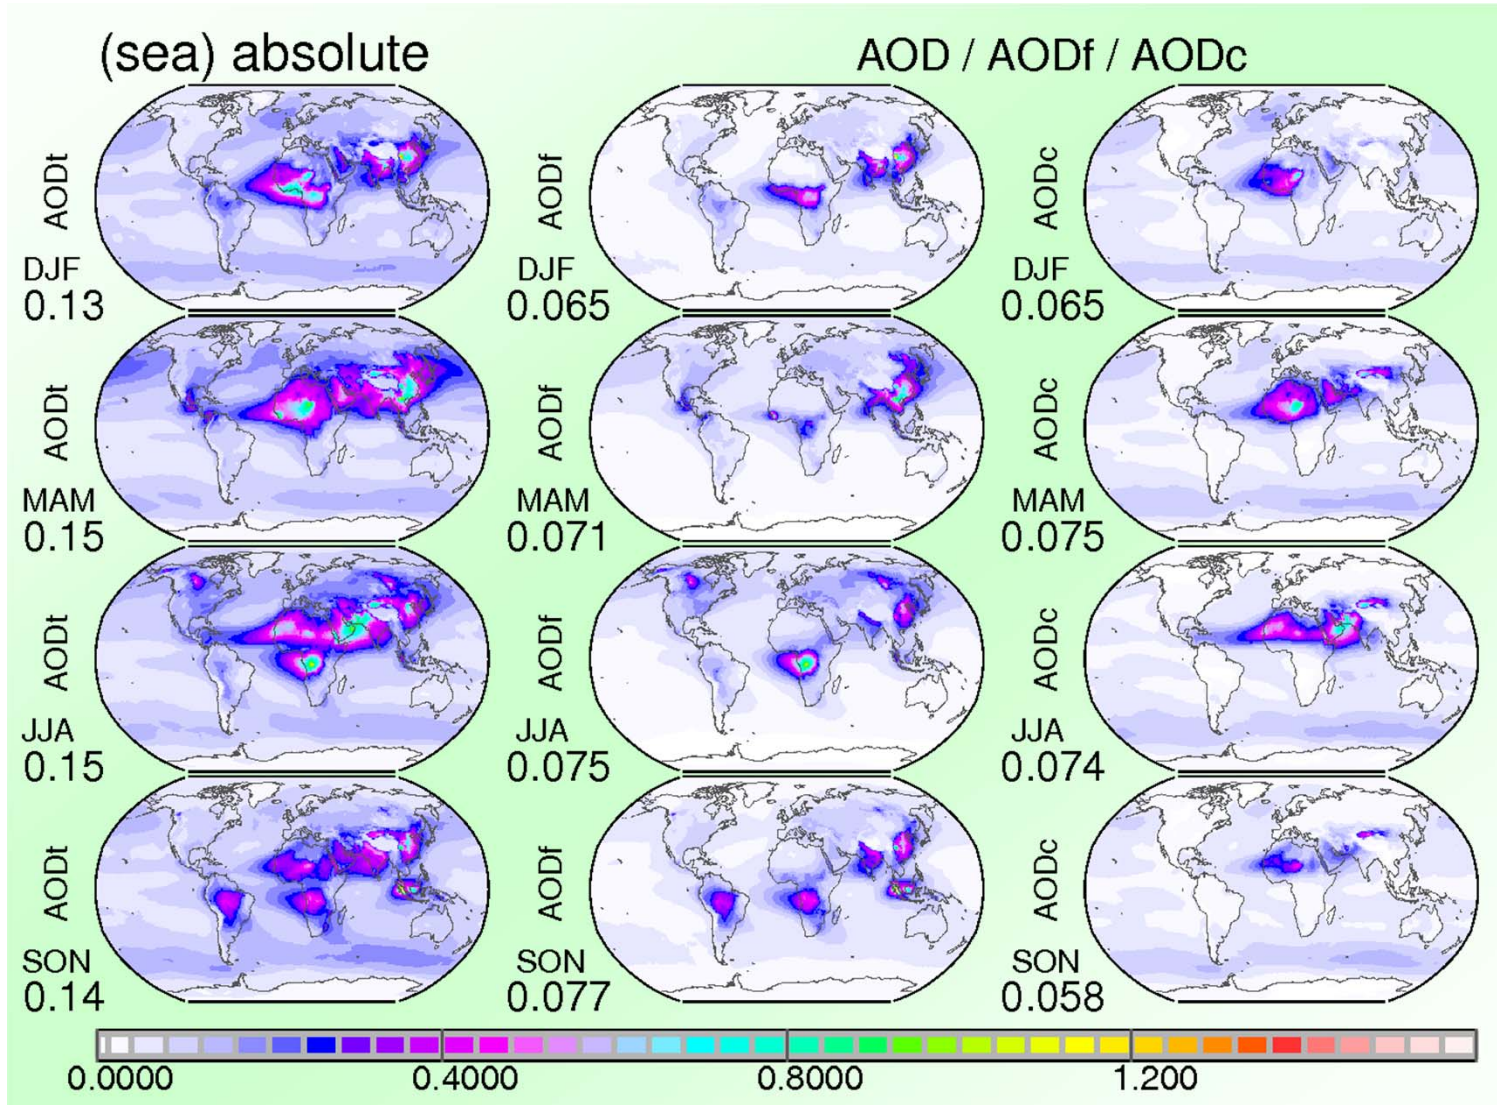 (sea) absolute
AOD / AODf / AODc
AODt
DJF
0.13
AODf
DJF
0.065
AODc
DJF
0.065
AODt
MAM
0.15
AODf
MAM
0.071
AODc
MAM
0.075
AODt
JJA
0.15
AODf
JJA
0.075
AODc
JJA
0.074
AODt
SON
0.14
AODf
SON
0.077
AODc
SON
0.058
0.0000 0.4000 0.8000 1.200